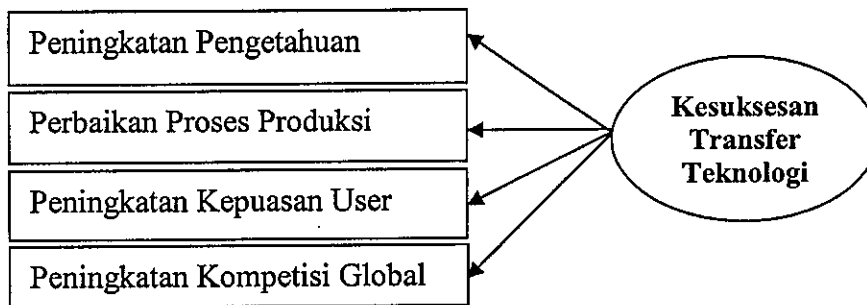 Peningkatan Pengetahuan
Perbaikan Proses Produksi
Peningkatan Kepuasan User
Peningkatan Kompetisi Global
Kesuksesan
Transfer
Teknologi